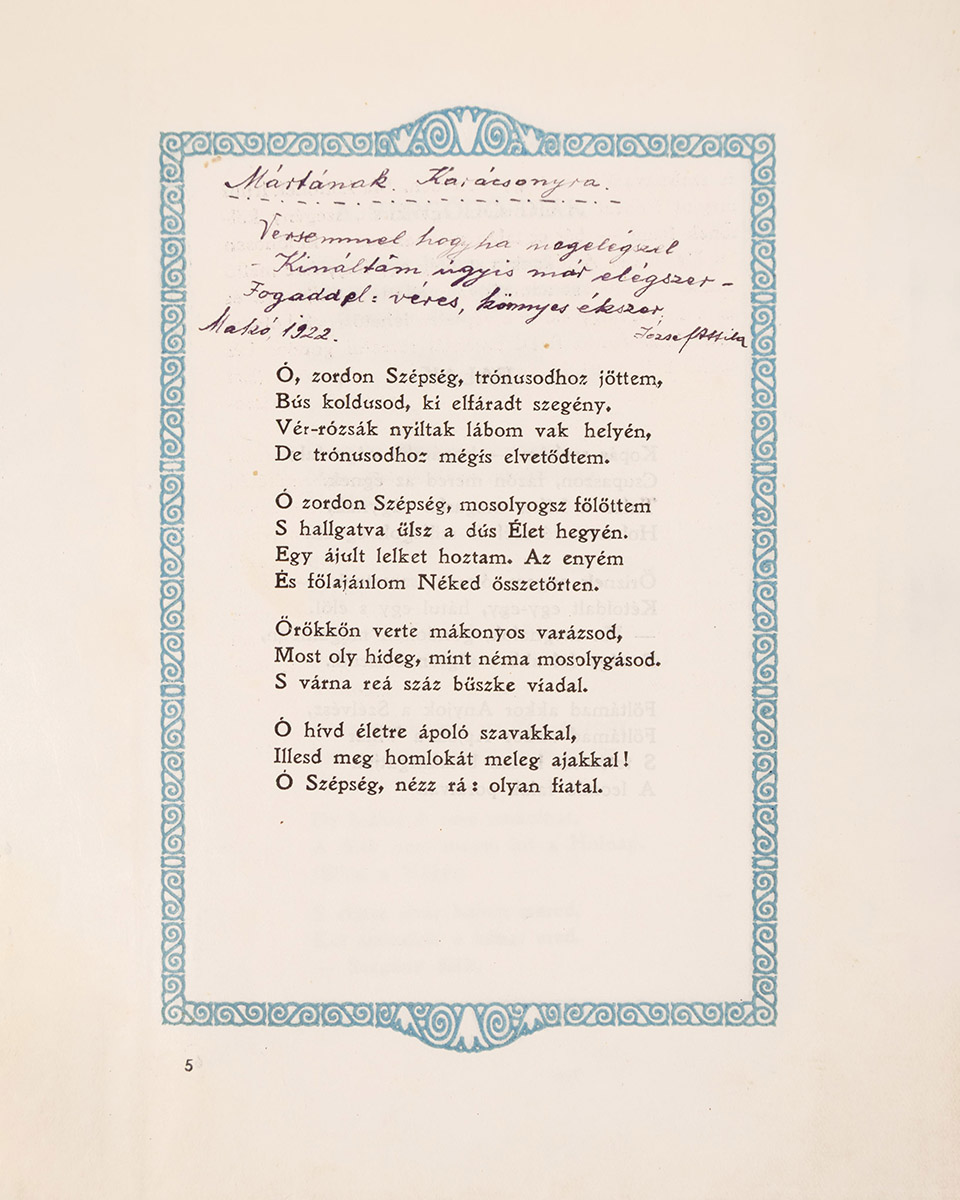 Mártának. Karácsonyra.
Versemmel hogyha megelégszel
- Kináltám úgyis már elégszer -
Fogaddel: véres, könnyes ékszer.
Makó, 1922. József Attila
Ó, zordon Szépség, trónusodhoz jöttem,
Bús koldusod, ki elfáradt szegény.
Vér-rózsák nyiltak lábom vak helyén,
De trónusodhoz mégis elvetődtem.
Ó zordon Szépség, mosolyogsz fölöttem
S hallgatva űlsz a dús Élet hegyén.
Egy ájult lelket hoztam. Az enyém
És fölajánlom Néked összetörten.
Örökkön verte mákonyos varázsod,
Most oly hideg, mint néma mosolygásod.
S várna reá száz büszke viadal.
Ó hívd életre ápoló szavakkal,
Illesd meg homlokát meleg ajakkal!
Ó Szépség, nézz rá: olyan fiatal.
5